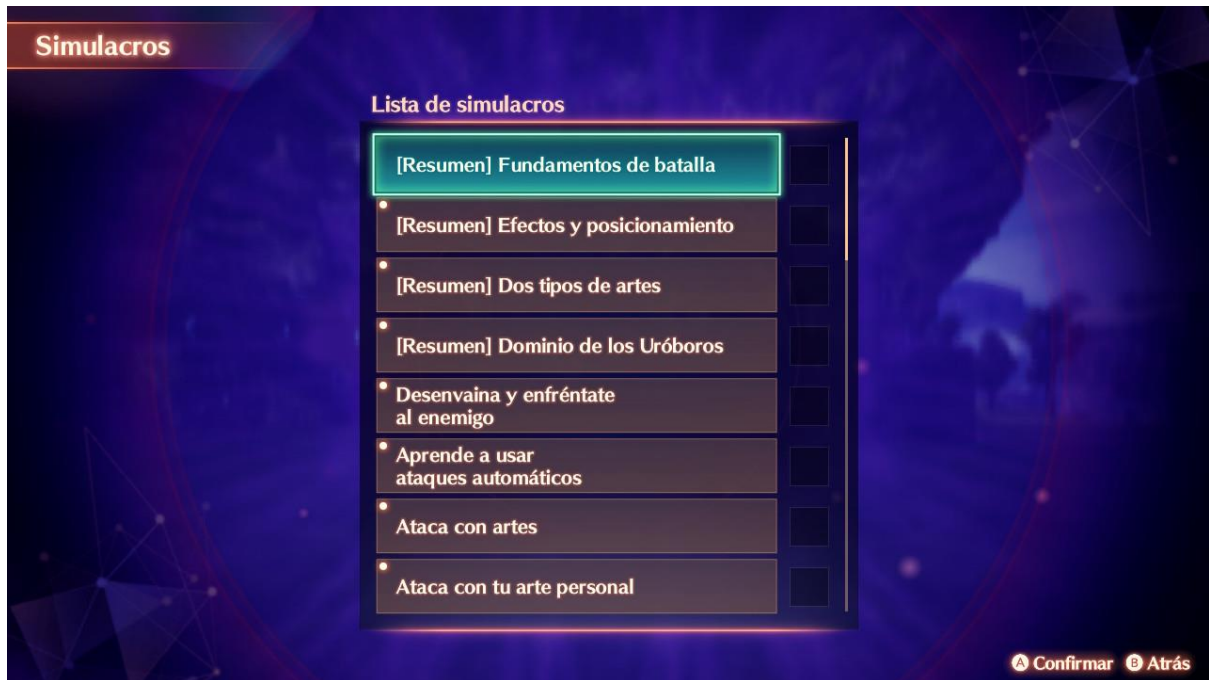 Simulacros
Lista de simulacros
[Resumen] Fundamentos de batalla
[Resumen] Efectos y posicionamiento
[Resumen] Dos tipos de artes
[Resumen] Dominio de los Uróboros
Desenvaina y enfréntate
al enemigo
Aprende a usar
ataques automáticos
Ataca con artes
Ataca con tu arte personal
A Confirmar B Atrás